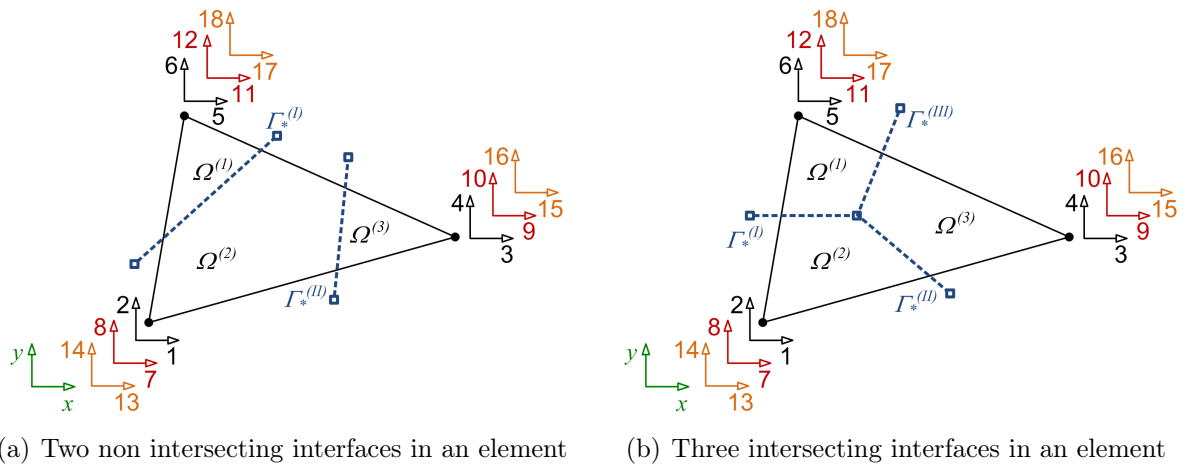 18
12
17
6
11
5
Γ*^(I)
Ω^(1)
16
10
4
15
9
3
Ω^(3)
Ω^(2)
Γ*^(II)
2
8
1
14
7
13
y
x
18
12
17
6
11
5
Γ*^(III)
Ω^(1)
16
10
4
15
9
3
Ω^(3)
Γ*^(I)
Ω^(2)
Γ*^(II)
2
8
1
14
7
13
y
x
(a) Two non intersecting interfaces in an element
(b) Three intersecting interfaces in an element